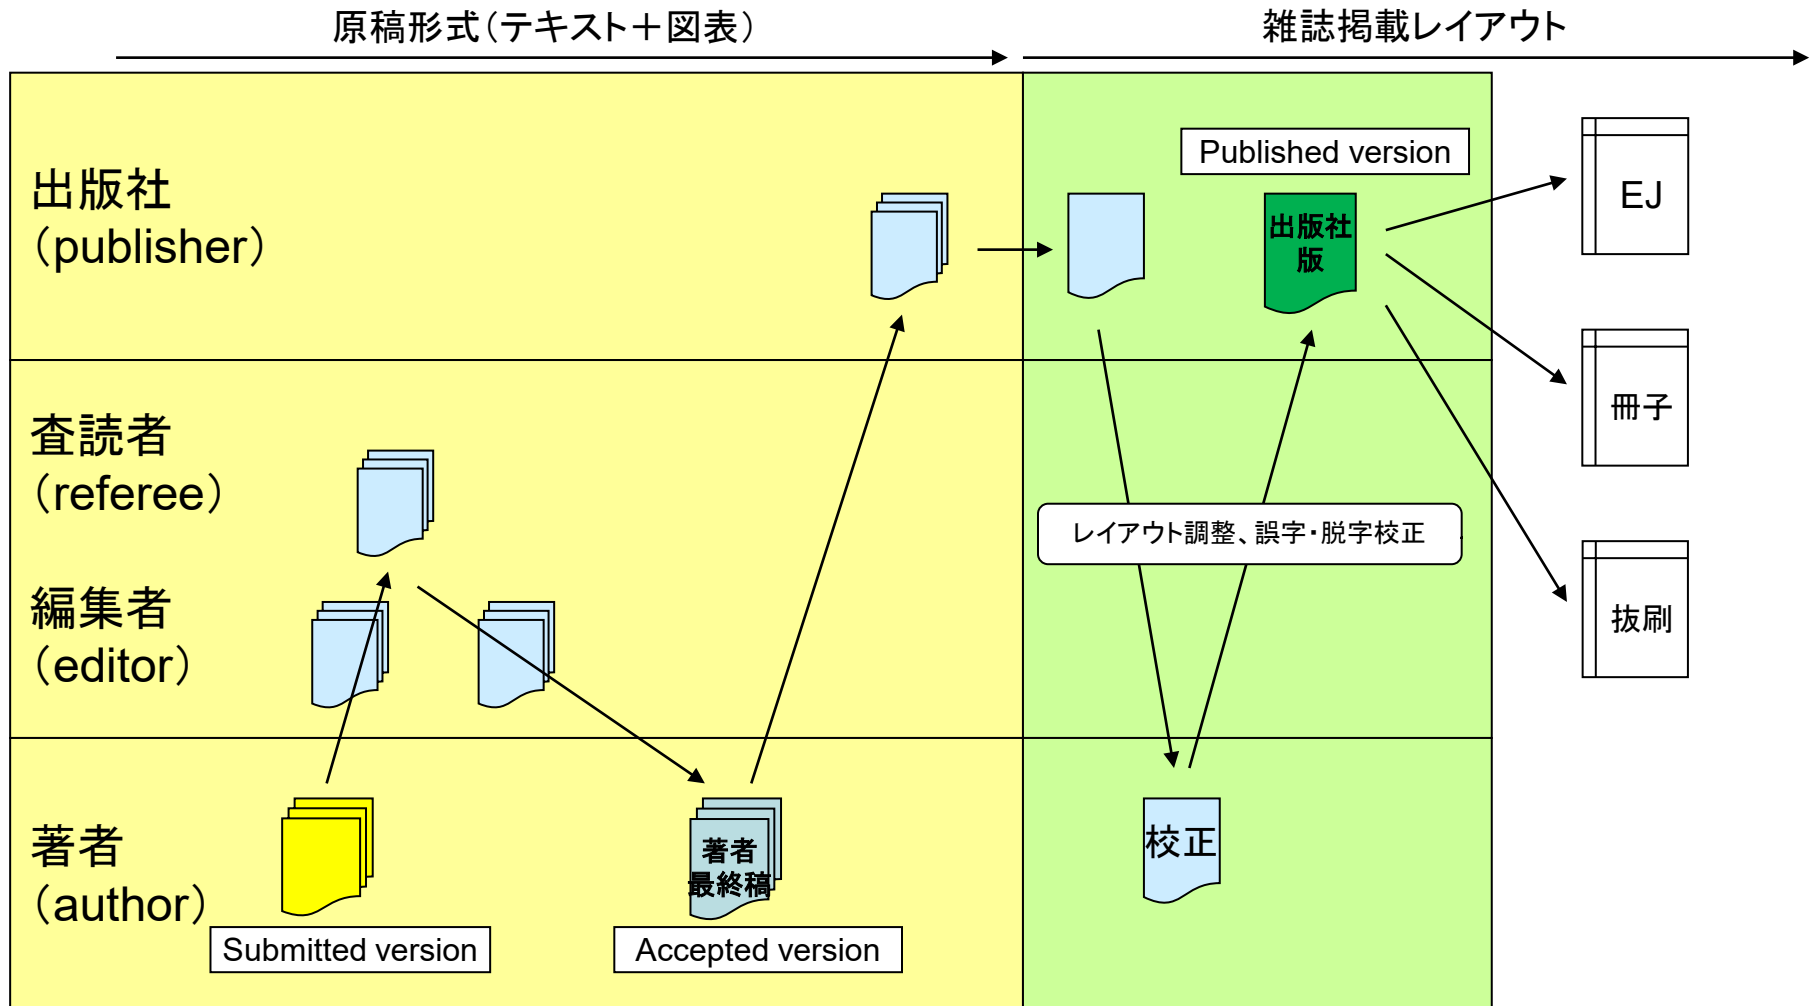 原稿形式（テキスト＋図表）
雑誌掲載レイアウト
出版社
（publisher）
Published version
出版社
版
EJ
冊子
抜刷
査読者
（referee）
レイアウト調整、誤字・脱字校正
編集者
（editor）
著者
（author）
著者
最終稿
校正
Submitted version
Accepted version